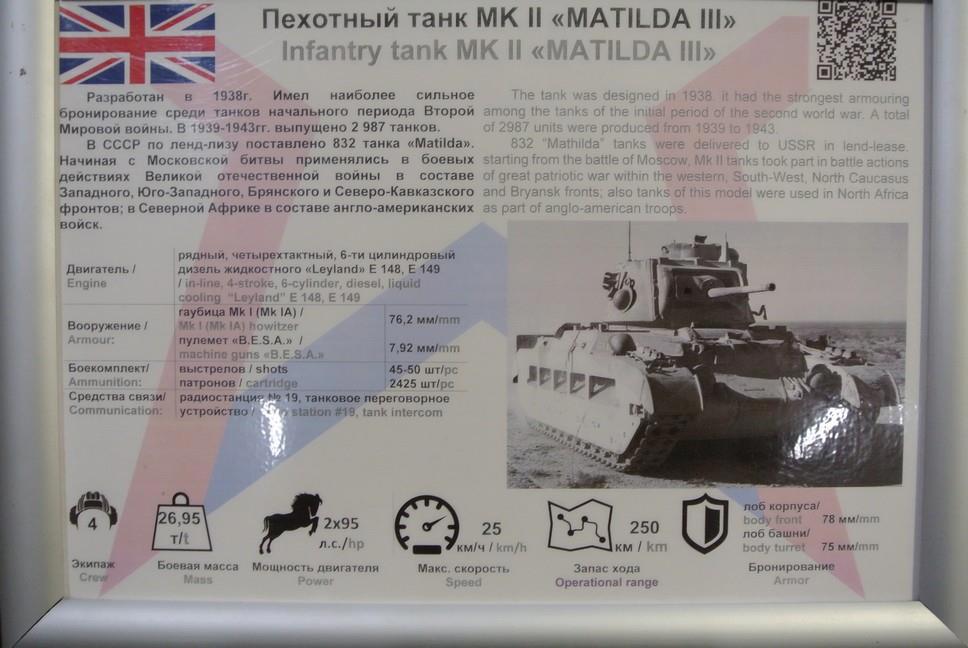 Пехотный танк МК II «MATILDA III»
Infantry tank MK II «MATILDA III»
Разработан в 1938г. Имел наиболее сильное
бронирование среди танков начального периода Второй
Мировой войны. В 1939-1943гг. выпущено 2 987 танков.
В СССР по ленд-лизу поставлено 832 танка «Matilda».
Начиная с Московской битвы применялись в боевых
действиях Великой отечественной войны в составе
Западного, Юго-Западного, Брянского и Северо-Кавказского
фронтов; в Северной Африке в составе англо-американских
войск.
The tank was designed in 1938. it had the strongest armouring
among the tanks of the initial period of the second world war. A total
of 2987 units were produced from 1939 to 1943.
832 "Mathilda" tanks were delivered to USSR in lend-lease.
starting from the battle of Moscow, Mk II tanks took part in battle actions
of great patriotic war within the western, South-West, North Caucasus
and Bryansk fronts; also tanks of this model were used in North Africa
as part of anglo-american troops.
Двигатель /
Engine
рядный, четырехтактный, 6-ти цилиндровый
дизель жидкостного «Leyland» E 148, E 149
/ in-line, 4-stroke, 6-cylinder, diesel, liquid
cooling "Leyland" E 148, E 149
Вооружение /
Armour:
гаубица Mk I (Mk IA) /
Mk I (Mk IA) howitzer
76,2 мм/mm
пулемет «B.E.S.A.» /
machine guns «B.E.S.A.»
7,92 мм/mm
Боекомплект/
Ammunition:
выстрелов / shots
45-50 шт/pc
патронов / cartridge
2425 шт/pc
Средства связи/
Communication:
радиостанция № 19, танковое переговорное
устройство / station #19, tank intercom
4
Экипаж
Crew
26,95
т/t
Боевая масса
Mass
2x95
л.с./hp
Мощность двигателя
Power
25
км/ч / km/h
Макс. скорость
Speed
250
км / km
Запас хода
Operational range
лоб корпуса/
body front 78 мм/mm
лоб башни/
body turret 75 мм/mm
Бронирование
Armor